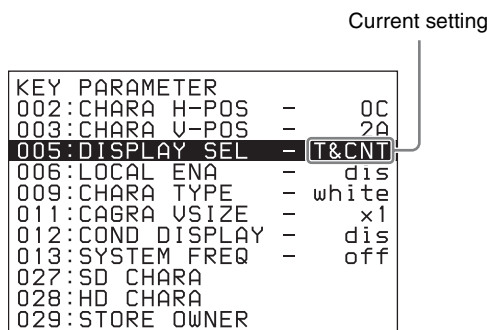 Current setting
KEY PARAMETER
002:CHARA H-POS - 0C
003:CHARA V-POS - 2A
005:DISPLAY SEL - T&CNT
006:LOCAL ENA - dis
009:CHARA TYPE - white
011:CAGRA VSIZE - x1
012:COND DISPLAY - dis
013:SYSTEM FREQ - off
027:SD CHARA
028:HD CHARA
029:STORE OWNER